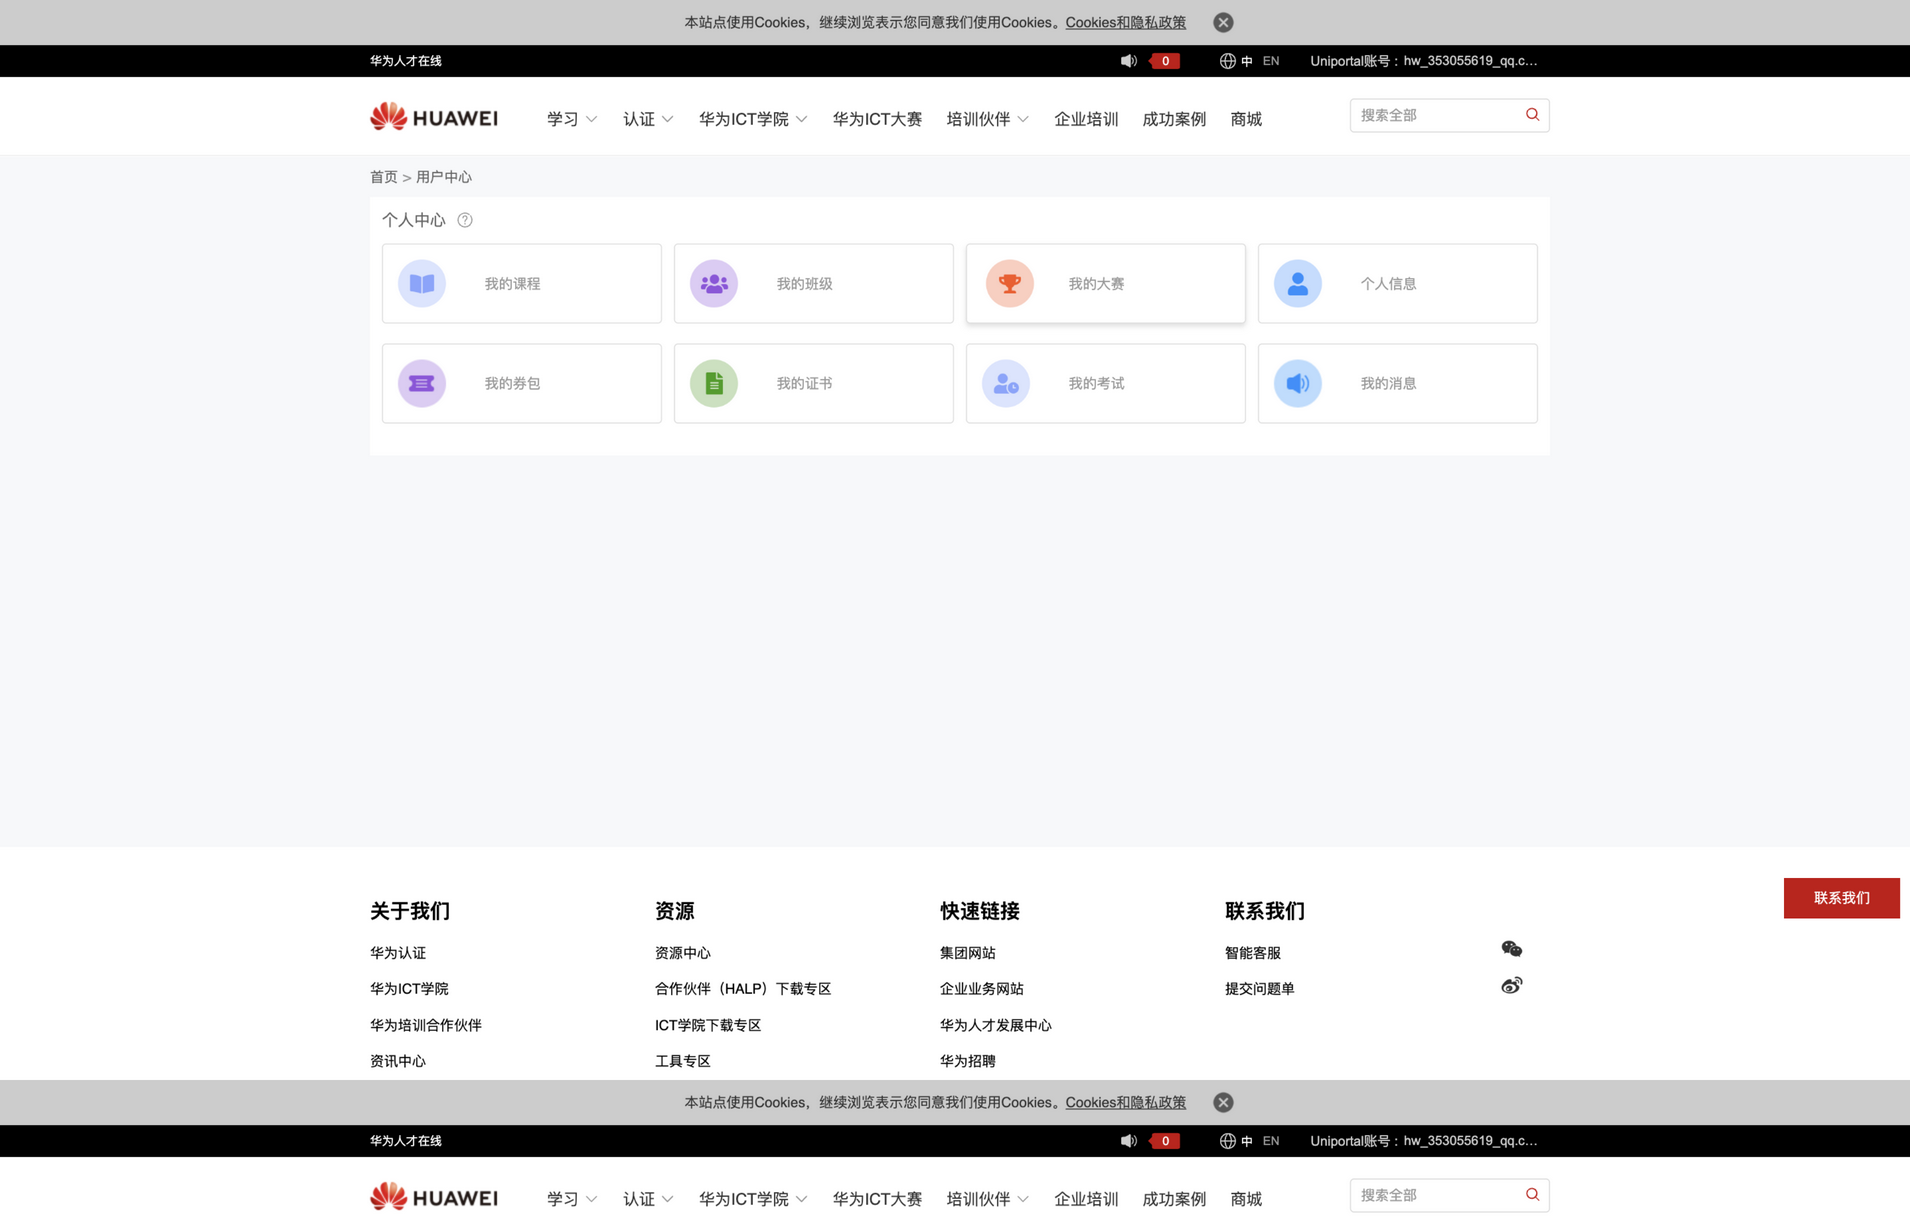 本站点使用Cookies，继续浏览表示您同意我们使用Cookies。Cookies和隐私政策
华为人才在线 0 中 EN Uniportal账号：hw_353055619_qq.c...
HUAWEI 学习 认证 华为ICT学院 华为ICT大赛 培训伙伴 企业培训 成功案例 商城 搜索全部
首页 > 用户中心
个人中心
我的课程 我的班级 我的大赛 个人信息
我的券包 我的证书 我的考试 我的消息
联系我们
关于我们 资源 快速链接 联系我们
华为认证 资源中心 集团网站 智能客服
华为ICT学院 合作伙伴（HALP）下载专区 企业业务网站 提交问题单
华为培训合作伙伴 ICT学院下载专区 华为人才发展中心
资讯中心 工具专区 华为招聘
本站点使用Cookies，继续浏览表示您同意我们使用Cookies。Cookies和隐私政策
华为人才在线 0 中 EN Uniportal账号：hw_353055619_qq.c...
HUAWEI 学习 认证 华为ICT学院 华为ICT大赛 培训伙伴 企业培训 成功案例 商城 搜索全部